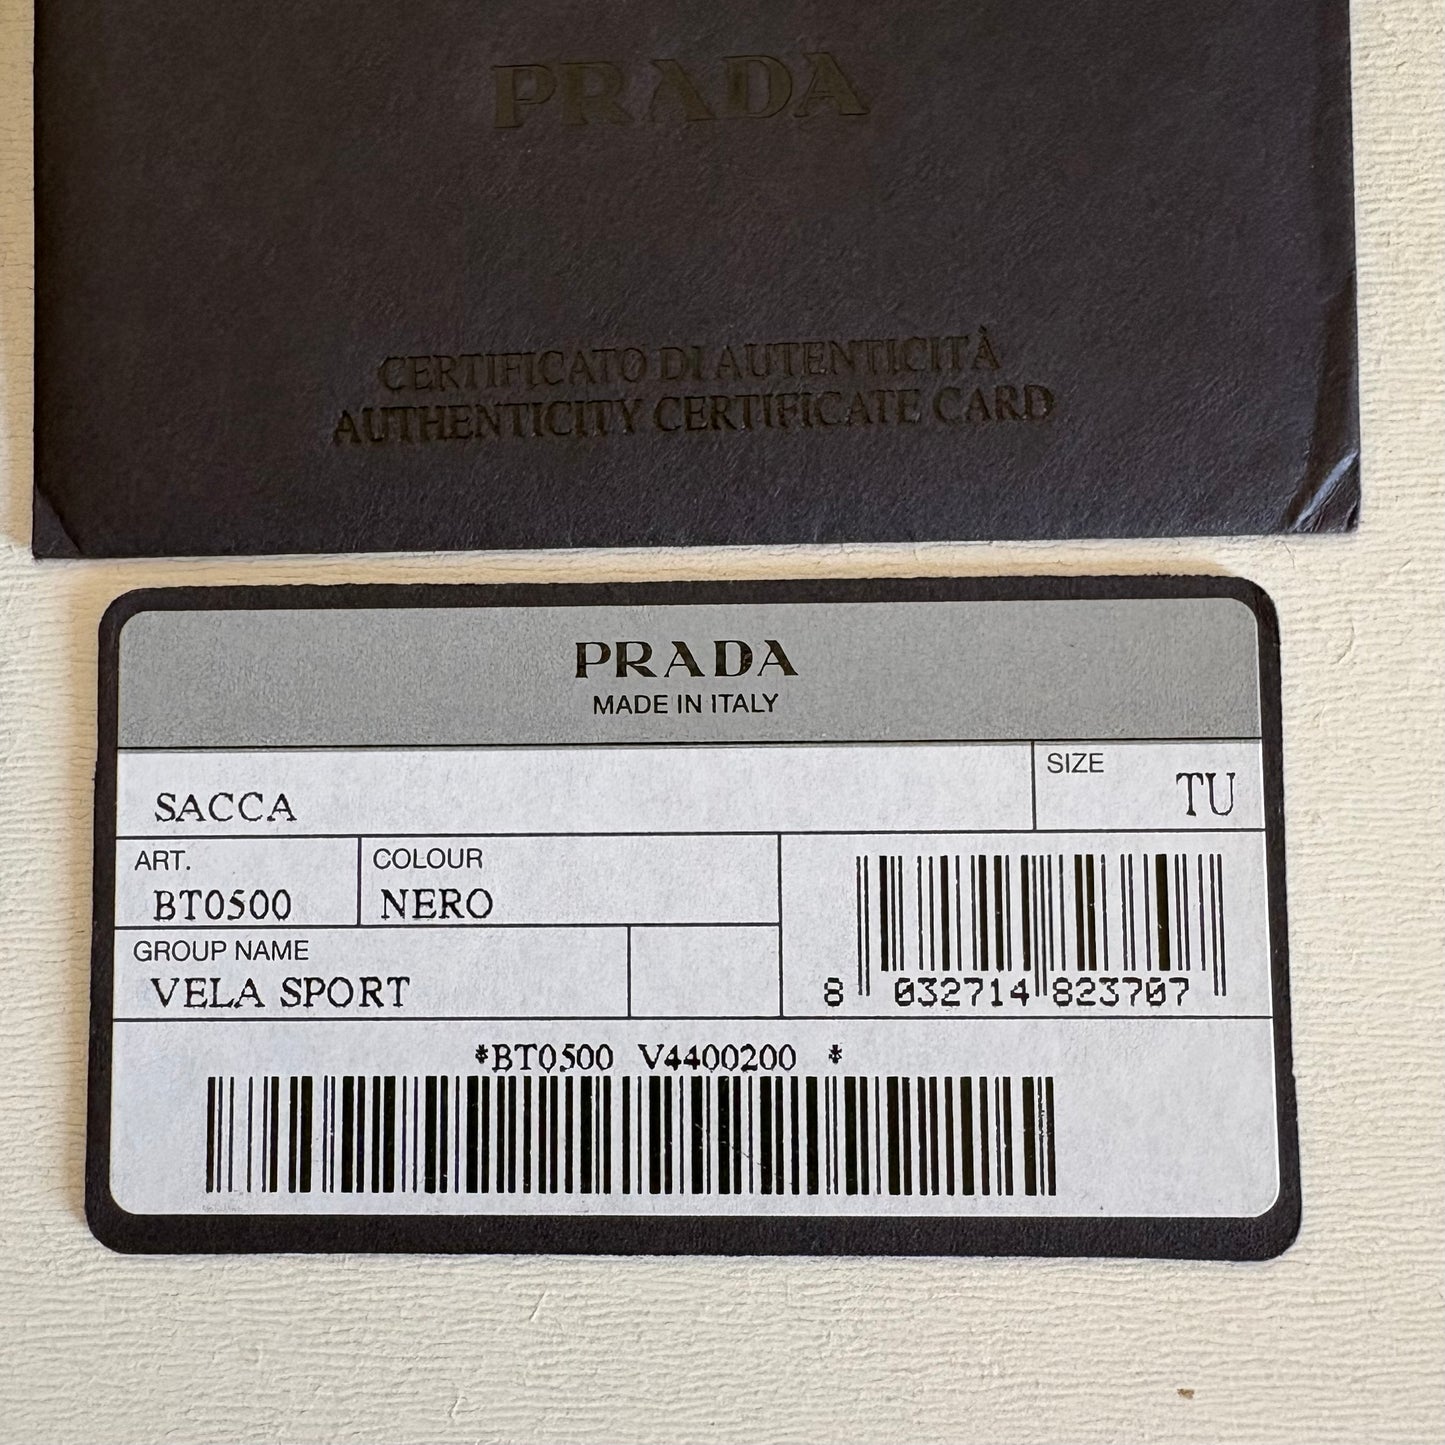 PRADA
CERTIFICATO DI AUTENTICITÀ
AUTHENTICITY CERTIFICATE CARD
PRADA
MADE IN ITALY
SACCA
SIZE
TU
ART.
BT0500
COLOUR
NERO
GROUP NAME
VELA SPORT
8 032714 823707
*BT0500 V4400200 *